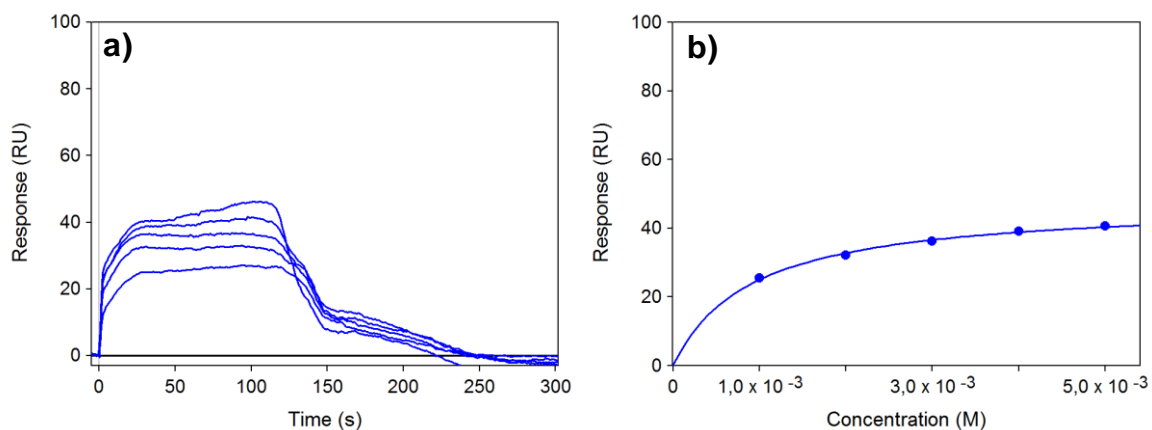 a)
Response (RU)
100
80
60
40
20
0
0 50 100 150 200 250 300
Time (s)
b)
Response (RU)
100
80
60
40
20
0
0 1,0 x 10 -3 3,0 x 10 -3 5,0 x 10 -3
Concentration (M)